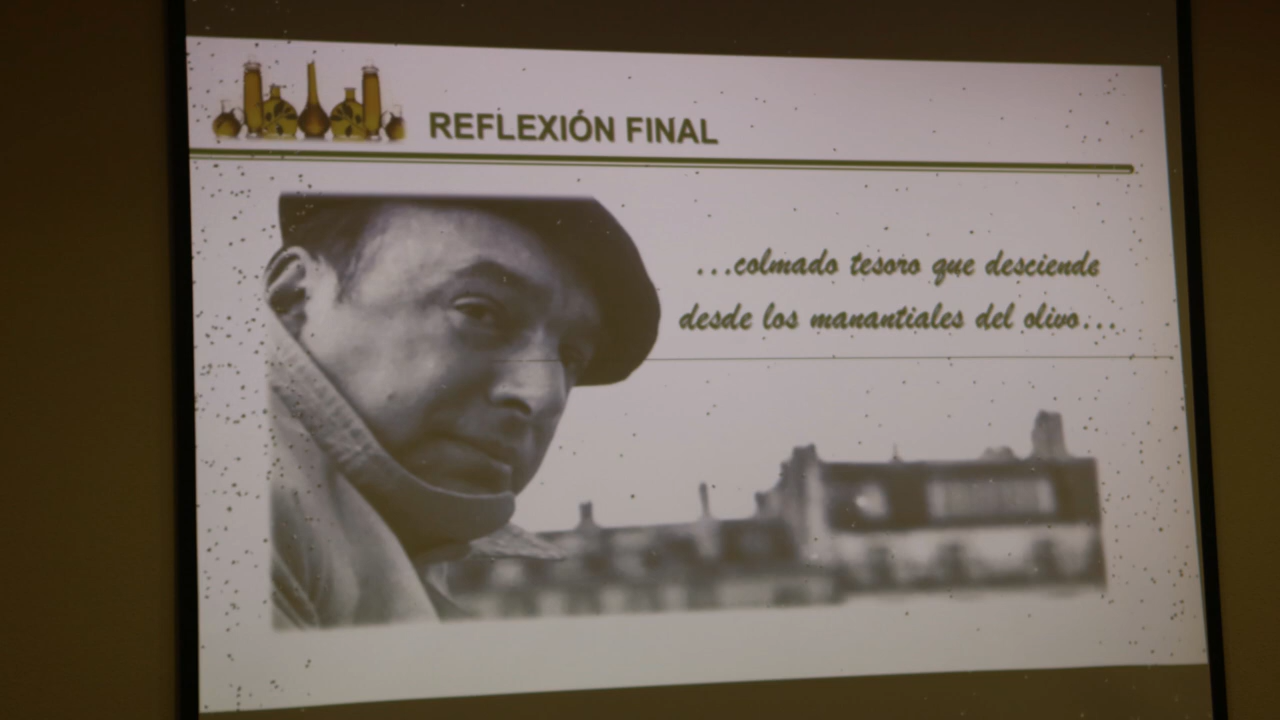 REFLEXIÓN FINAL
...colmado tesoro que desciende
desde los manantiales del olivo...